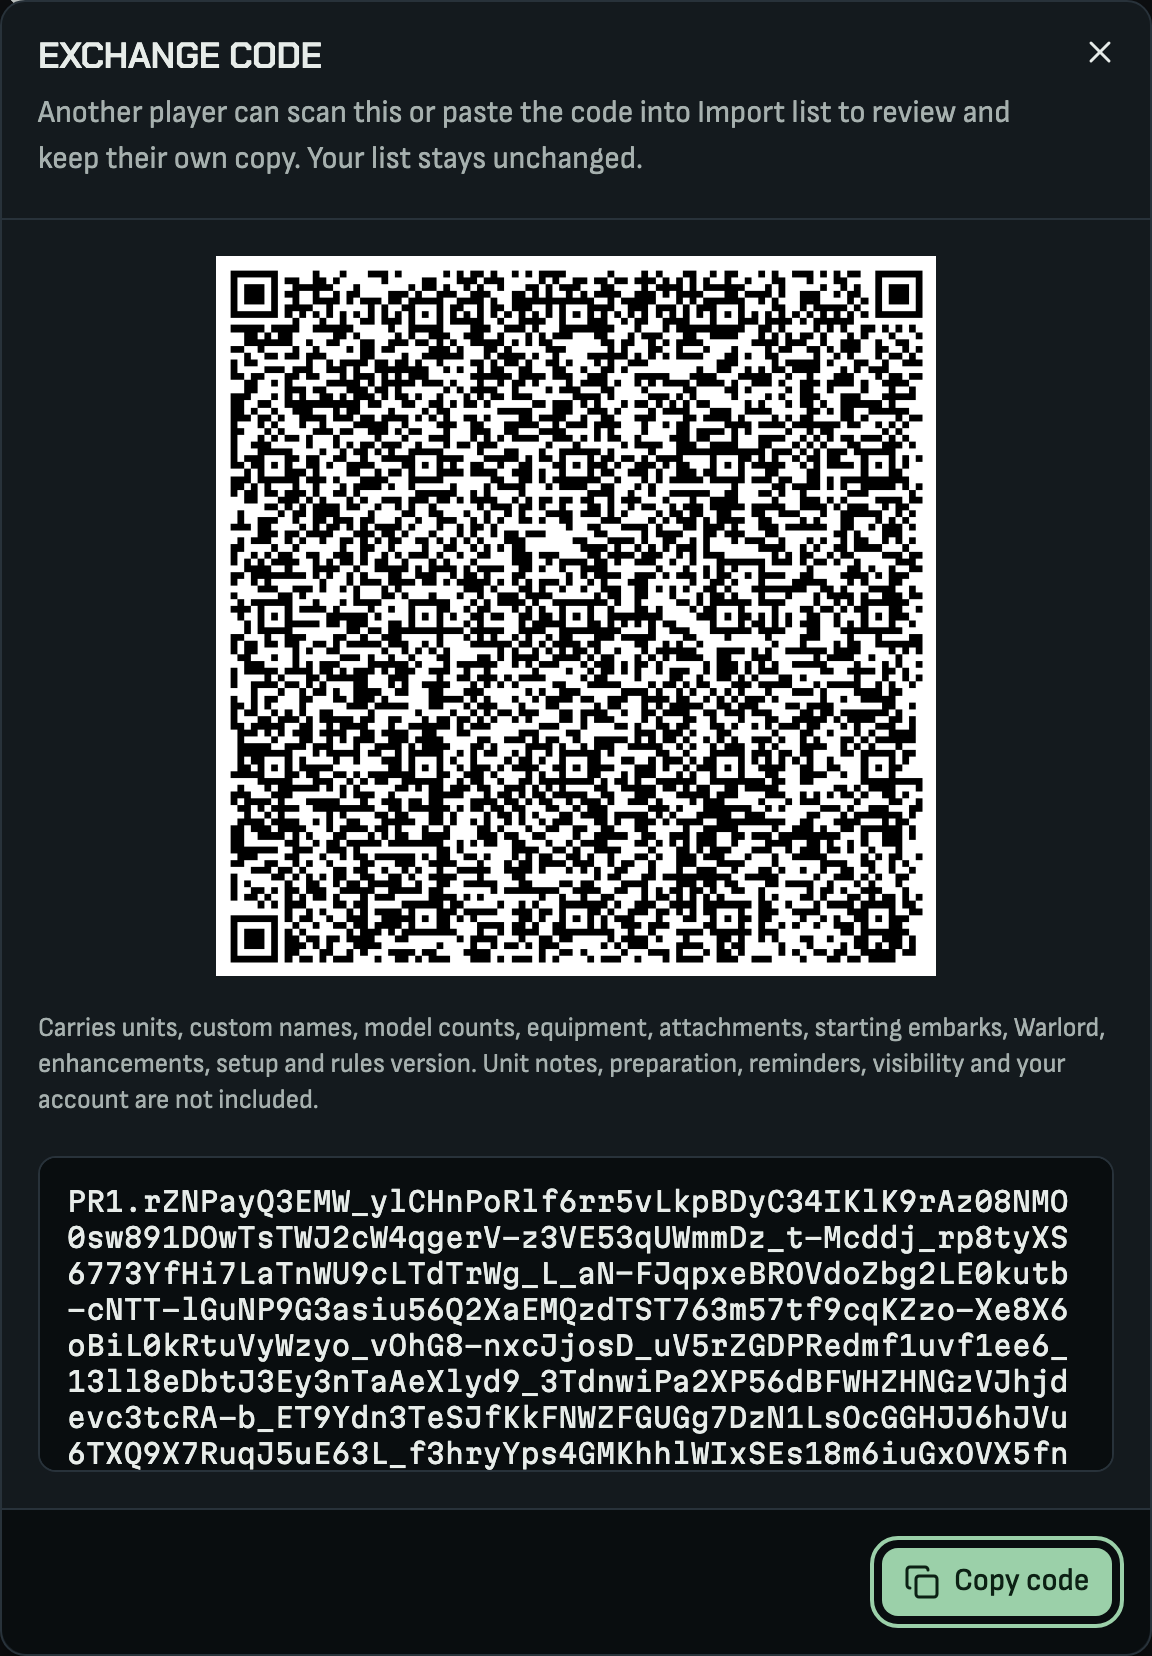 EXCHANGE CODE
Another player can scan this or paste the code into Import list to review and
keep their own copy. Your list stays unchanged.
Carries units, custom names, model counts, equipment, attachments, starting embarks, Warlord,
enhancements, setup and rules version. Unit notes, preparation, reminders, visibility and your
account are not included.
PR1.rZNPayQ3EMW_ylCHnPoRlf6rr5vLkpBDyC34IKlK9rAz08NMO
0sw891DOwTsTWJ2cW4qgerV-z3VE53qUWmmDz_t-Mcddj_rp8tyXS
6773YfHi7LaTnWU9cLTdTrWg_L_aN-FJqpxeBROVdoZbg2LE0kutb
-cNTT-lGuNP9G3asiu56Q2XaEMQzdTST763m57tf9cqKZzo-Xe8X6
oBiL0kRtuVyWzyo_vOhG8-nxcJjosD_uV5rZGDPRedmf1uvf1ee6_
13ll8eDbtJ3Ey3nTaAeXlyd9_3TdnwiPa2XP56dBFWHZHNGzVJhjd
evc3tcRA-b_ET9Ydn3TeSJfKkFNWZFGUGg7DzN1LsOcGGHJJ6hJVu
6TXQ9X7RuqJ5uE63L_f3hryYps4GMKhhlWIxSEs18m6iuGxOVX5fn
Copy code